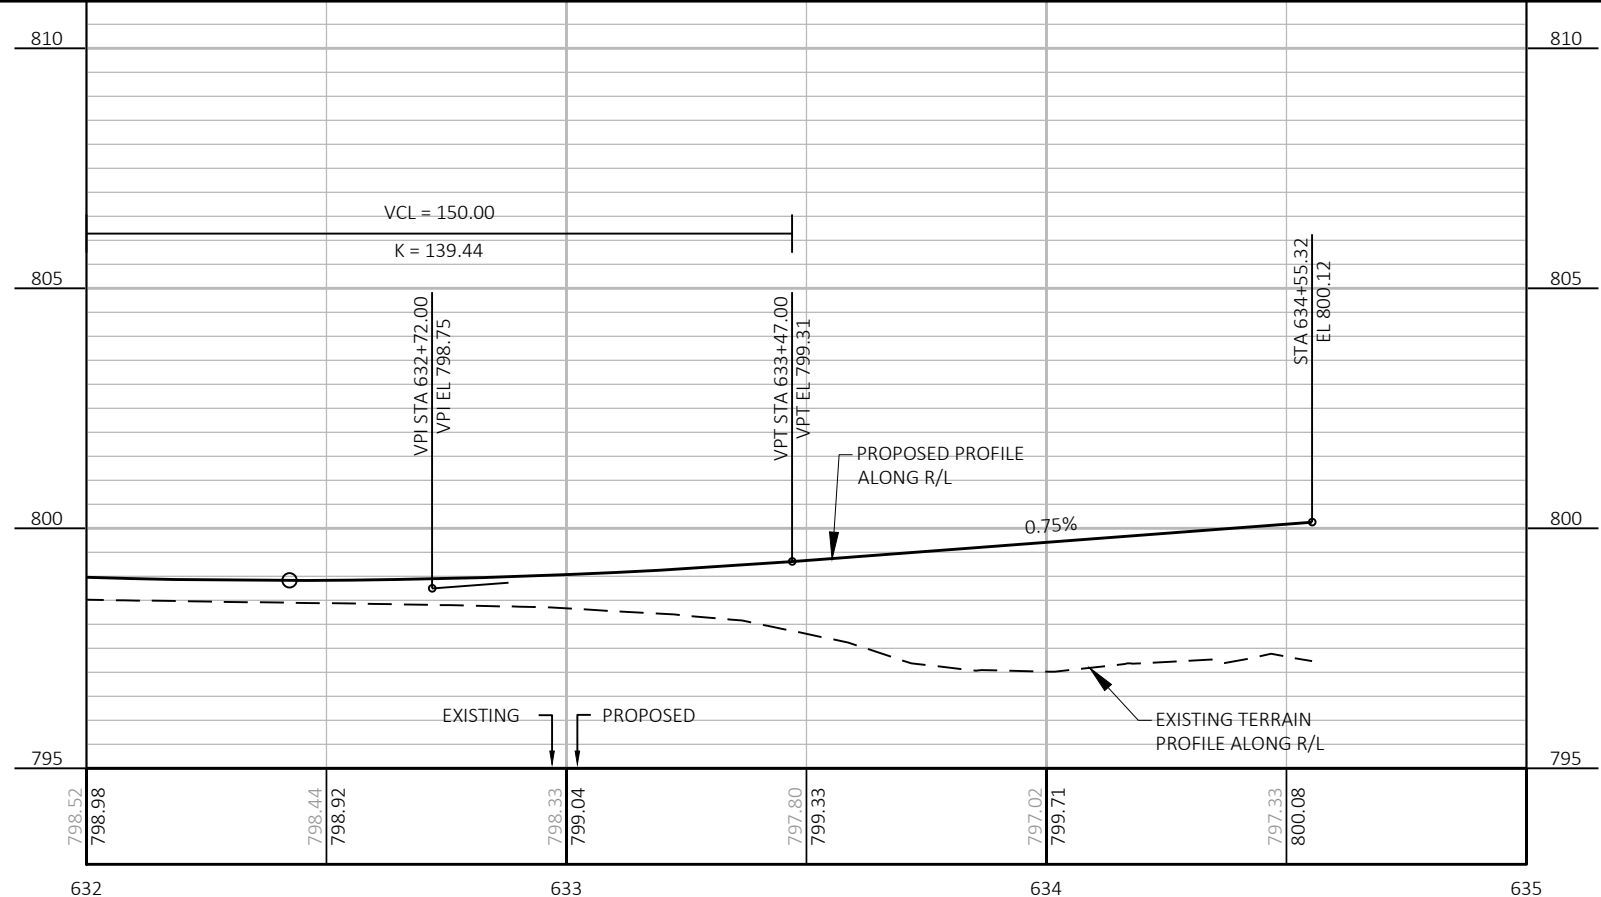 810
810
VCL = 150.00
K = 139.44
805
805
VPI STA 632+72.00
VPI EL 798.75
VPT STA 633+47.00
VPT EL 799.31
STA 634+55.32
EL 800.12
PROPOSED PROFILE
ALONG R/L
800
0.75%
800
EXISTING
PROPOSED
EXISTING TERRAIN
PROFILE ALONG R/L
795
795
798.52
798.98
798.44
798.92
798.33
799.04
797.80
799.33
797.02
799.71
797.33
800.08
632
633
634
635